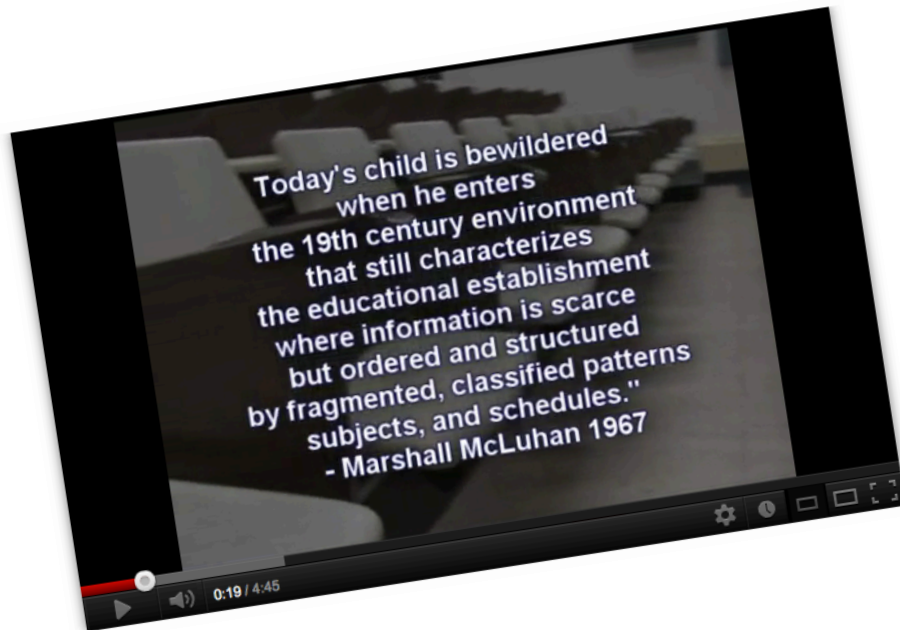 Today's child is bewildered
when he enters
the 19th century environment
that still characterizes
the educational establishment
where information is scarce
but ordered and structured
by fragmented, classified patterns
subjects, and schedules."
- Marshall McLuhan 1967
0:19 / 4:45